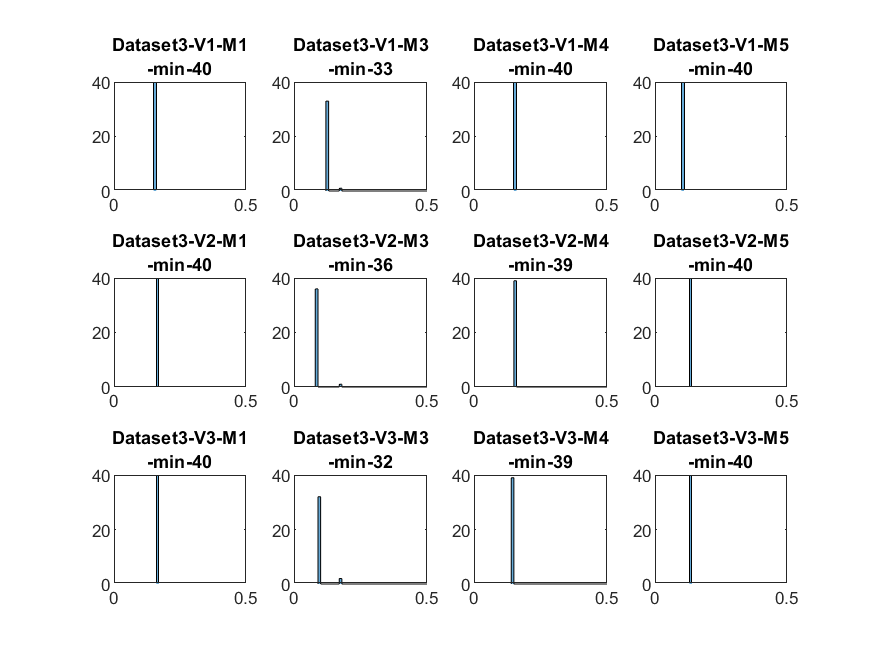 Dataset3-V1-M1
-min-40
Dataset3-V1-M3
-min-33
Dataset3-V1-M4
-min-40
Dataset3-V1-M5
-min-40
40
20
0
0
0.5
40
20
0
0
0.5
40
20
0
0
0.5
40
20
0
0
0.5
Dataset3-V2-M1
-min-40
Dataset3-V2-M3
-min-36
Dataset3-V2-M4
-min-39
Dataset3-V2-M5
-min-40
40
20
0
0
0.5
40
20
0
0
0.5
40
20
0
0
0.5
40
20
0
0
0.5
Dataset3-V3-M1
-min-40
Dataset3-V3-M3
-min-32
Dataset3-V3-M4
-min-39
Dataset3-V3-M5
-min-40
40
20
0
0
0.5
40
20
0
0
0.5
40
20
0
0
0.5
40
20
0
0
0.5